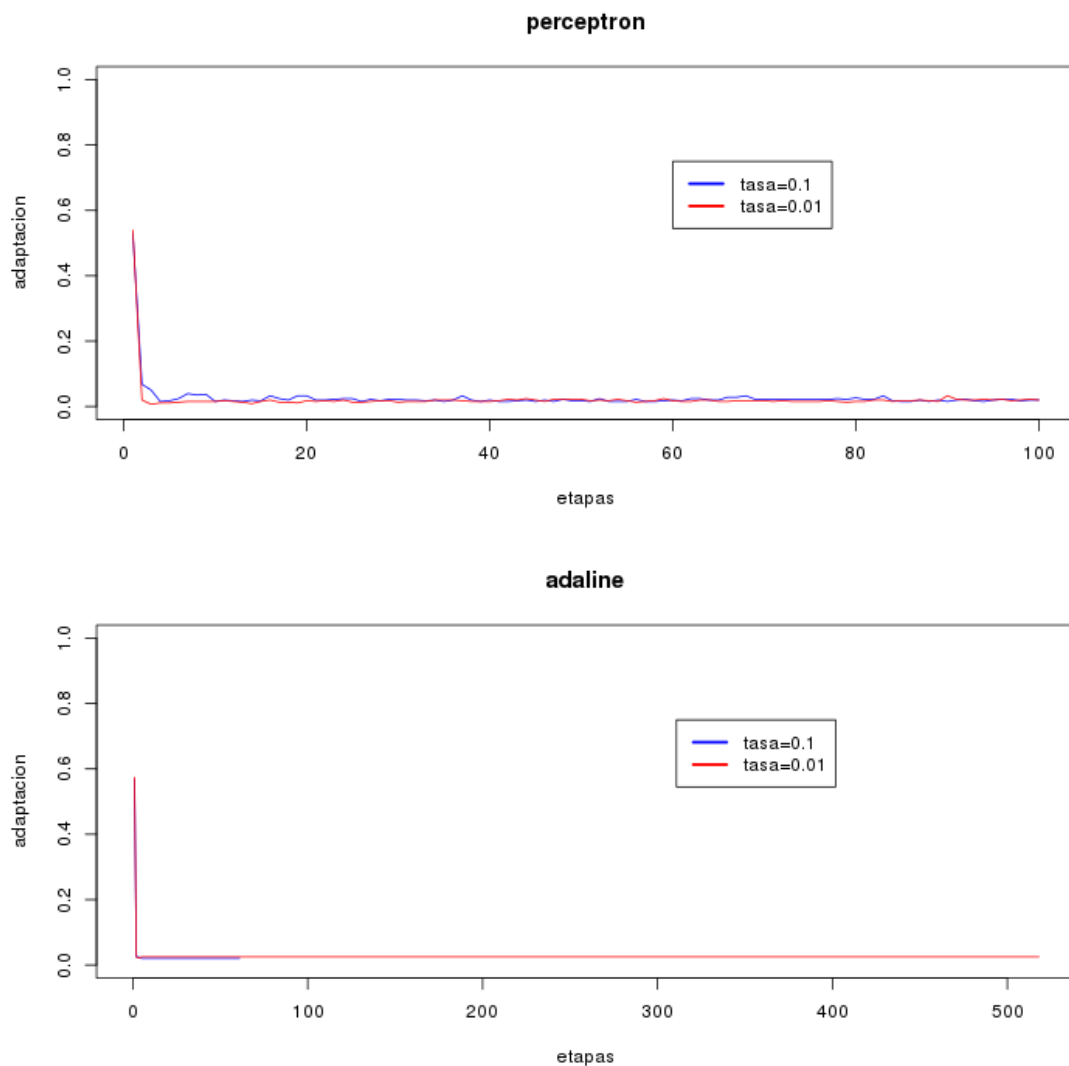 perceptron
1.0
0.8
0.6
0.4
0.2
0.0
adaptacion
tasa=0.1
tasa=0.01
0 20 40 60 80 100
etapas
adaline
1.0
0.8
0.6
0.4
0.2
0.0
adaptacion
tasa=0.1
tasa=0.01
0 100 200 300 400 500
etapas